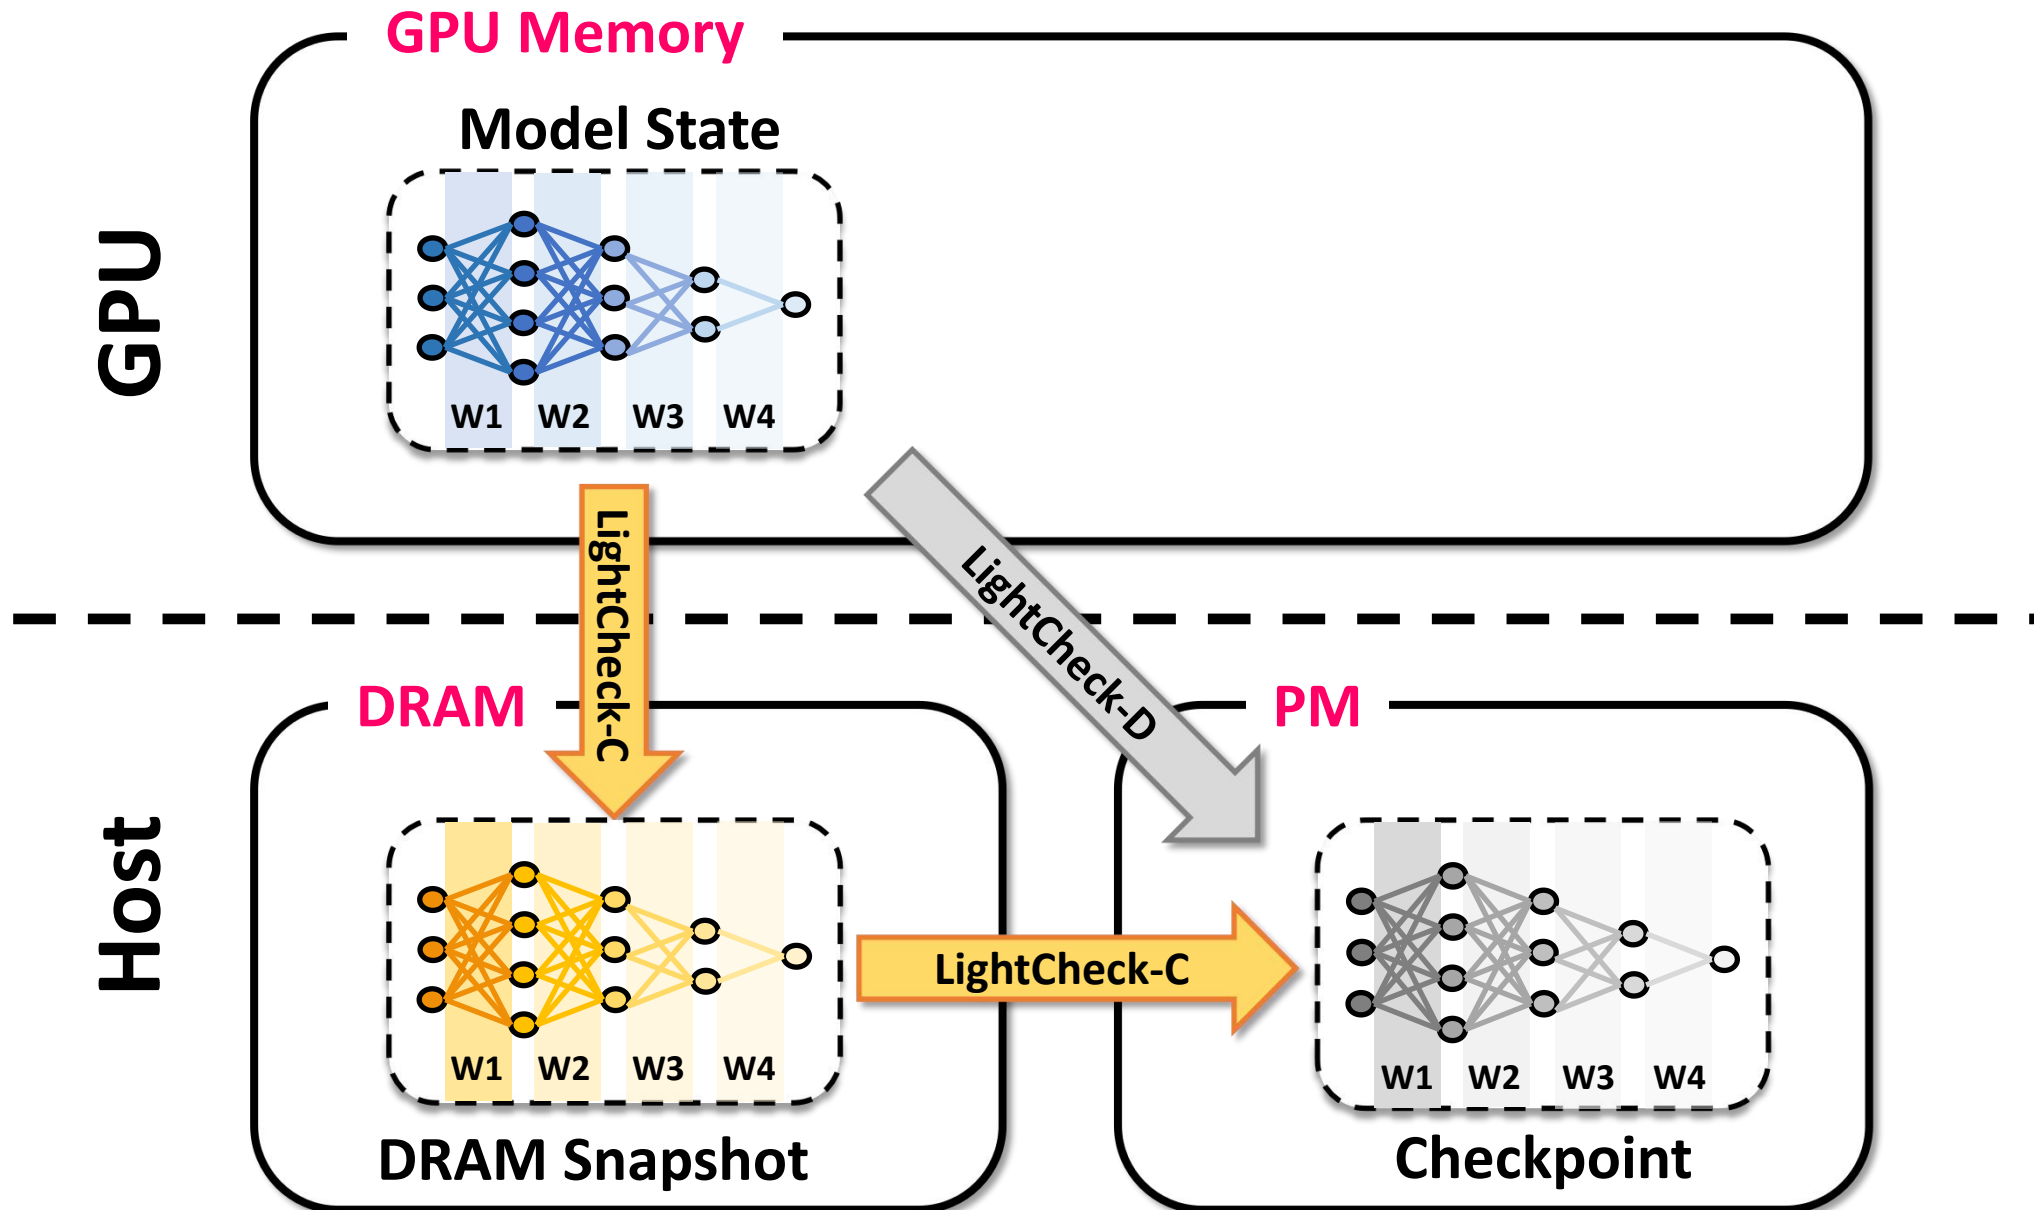 GPU Memory
Model State
GPU
W1 W2 W3 W4
LightCheck-C
LightCheck-D
DRAM
PM
Host
W1 W2 W3 W4
LightCheck-C
W1 W2 W3 W4
DRAM Snapshot
Checkpoint